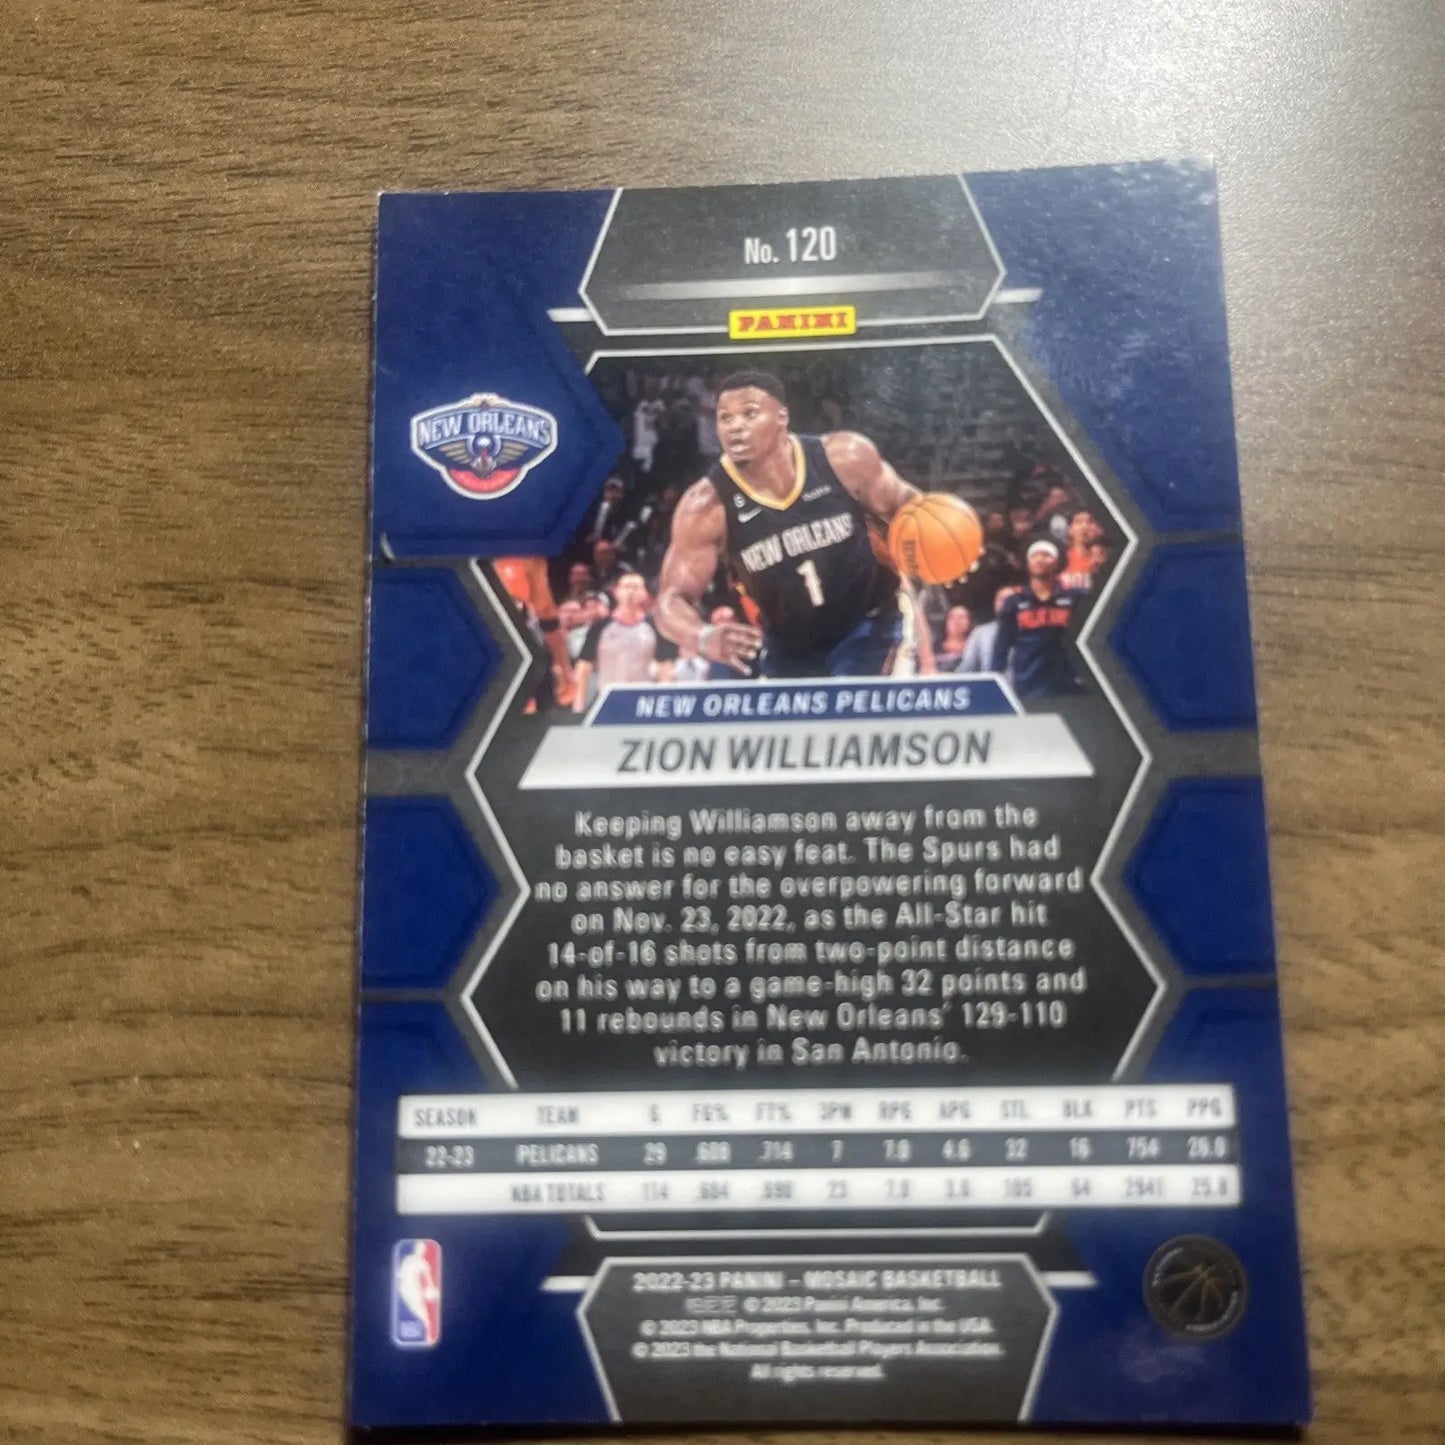 No. 120
PANINI
NEW ORLEANS
NEW ORLEANS
1
NEW ORLEANS PELICANS
ZION WILLIAMSON
Keeping Williamson away from the
basket is no easy feat. The Spurs had
no answer for the overpowering forward
on Nov. 23, 2022, as the All-Star hit
14-of-16 shots from two-point distance
on his way to a game-high 32 points and
11 rebounds in New Orleans' 129-110
victory in San Antonio.
SEASON TEAM G FG% FT% 3PM RPG APG STL BLK PTS PPG
22-23 PELICANS 29 .608 .714 7 7.0 4.6 32 16 754 26.0
NBA TOTALS 114 .604 .698 23 7.0 3.6 105 64 2941 25.8
2022-23 PANINI – MOSAIC BASKETBALL
© 2023 Panini America, Inc.
© 2023 NBA Properties, Inc. Produced in the USA.
© 2023 the National Basketball Players Association.
All rights reserved.